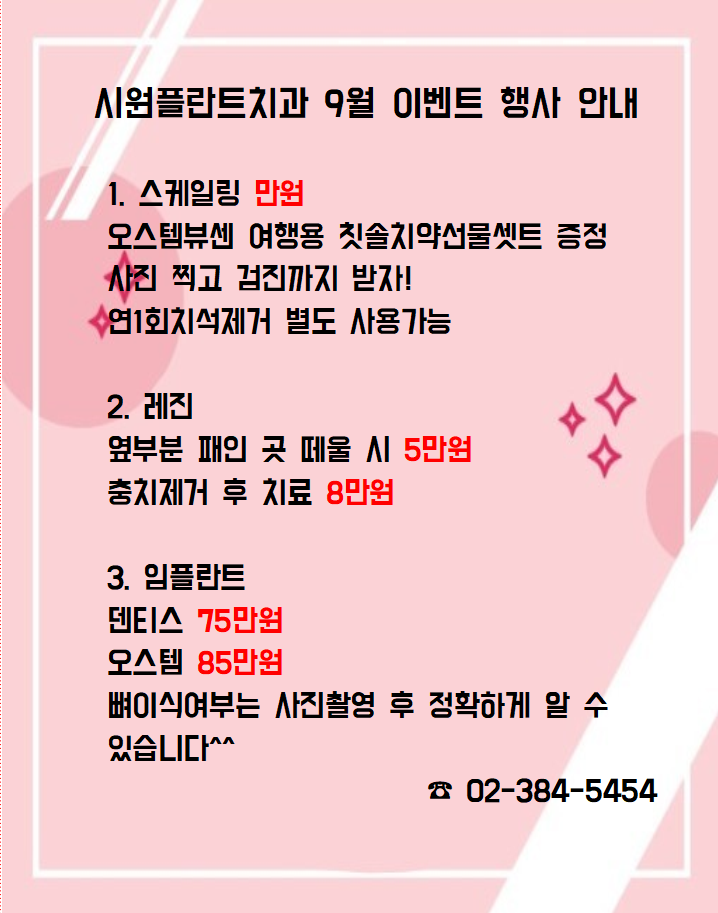 시원플란트치과 9월 이벤트 행사 안내
1. 스케일링 만원
오스템뷰센 여행용 칫솔치약선물셋트 증정
사진 찍고 검진까지 받자!
연1회치석제거 별도 사용가능
2. 레진
옆부분 패인 곳 떼울 시 5만원
충치제거 후 치료 8만원
3. 임플란트
덴티스 75만원
오스템 85만원
뼈이식여부는 사진촬영 후 정확하게 알 수
있습니다^^
☎ 02-384-5454